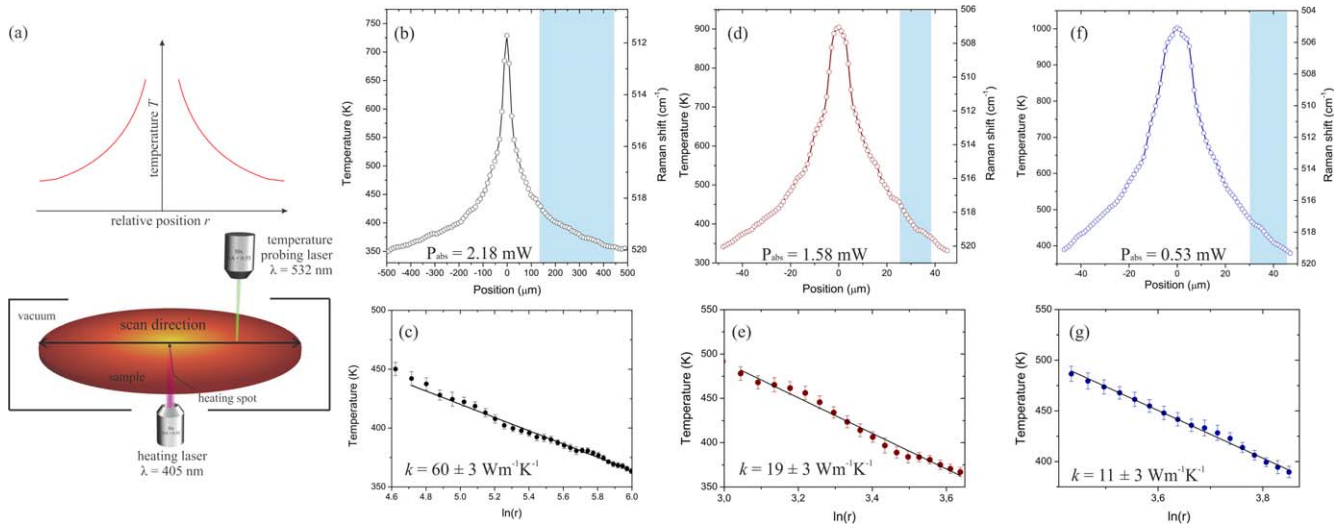 (a)
temperature T
relative position r
temperature
probing laser
λ = 532 nm
vacuum
scan direction
sample
heating spot
heating laser
λ = 405 nm
(b)
Temperature (K)
750
700
650
600
550
500
450
400
350
512
514
516
518
520
Raman shift (cm⁻¹)
Pabs = 2.18 mW
-500 -400 -300 -200 -100 0 100 200 300 400 500
Position (μm)
(c)
Temperature (K)
500
450
400
350
k = 60 ± 3 Wm⁻¹K⁻¹
4.6 4.8 5.0 5.2 5.4 5.6 5.8 6.0
ln(r)
(d)
Temperature (K)
900
800
700
600
500
400
300
506
508
510
512
514
516
518
520
Raman shift (cm⁻¹)
Pabs = 1.58 mW
-40 -20 0 20 40
Position (μm)
(e)
Temperature (K)
550
500
450
400
350
k = 19 ± 3 Wm⁻¹K⁻¹
3,0 3,2 3,4 3,6
ln(r)
(f)
Temperature (K)
1000
900
800
700
600
500
400
504
506
508
510
512
514
516
518
520
Raman shift (cm⁻¹)
Pabs = 0.53 mW
-40 -20 0 20 40
Position (μm)
(g)
Temperature (K)
550
500
450
400
k = 11 ± 3 Wm⁻¹K⁻¹
3,6 3,8
ln(r)